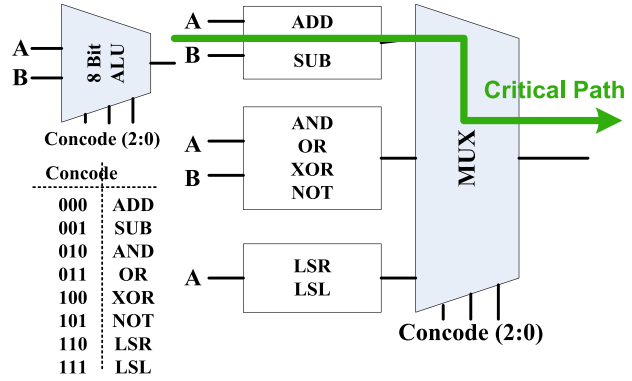 A
B
8 Bit
ALU
Concode (2:0)
Concode
000 ADD
001 SUB
010 AND
011 OR
100 XOR
101 NOT
110 LSR
111 LSL
A
B
ADD
SUB
A
B
AND
OR
XOR
NOT
A
LSR
LSL
MUX
Critical Path
Concode (2:0)